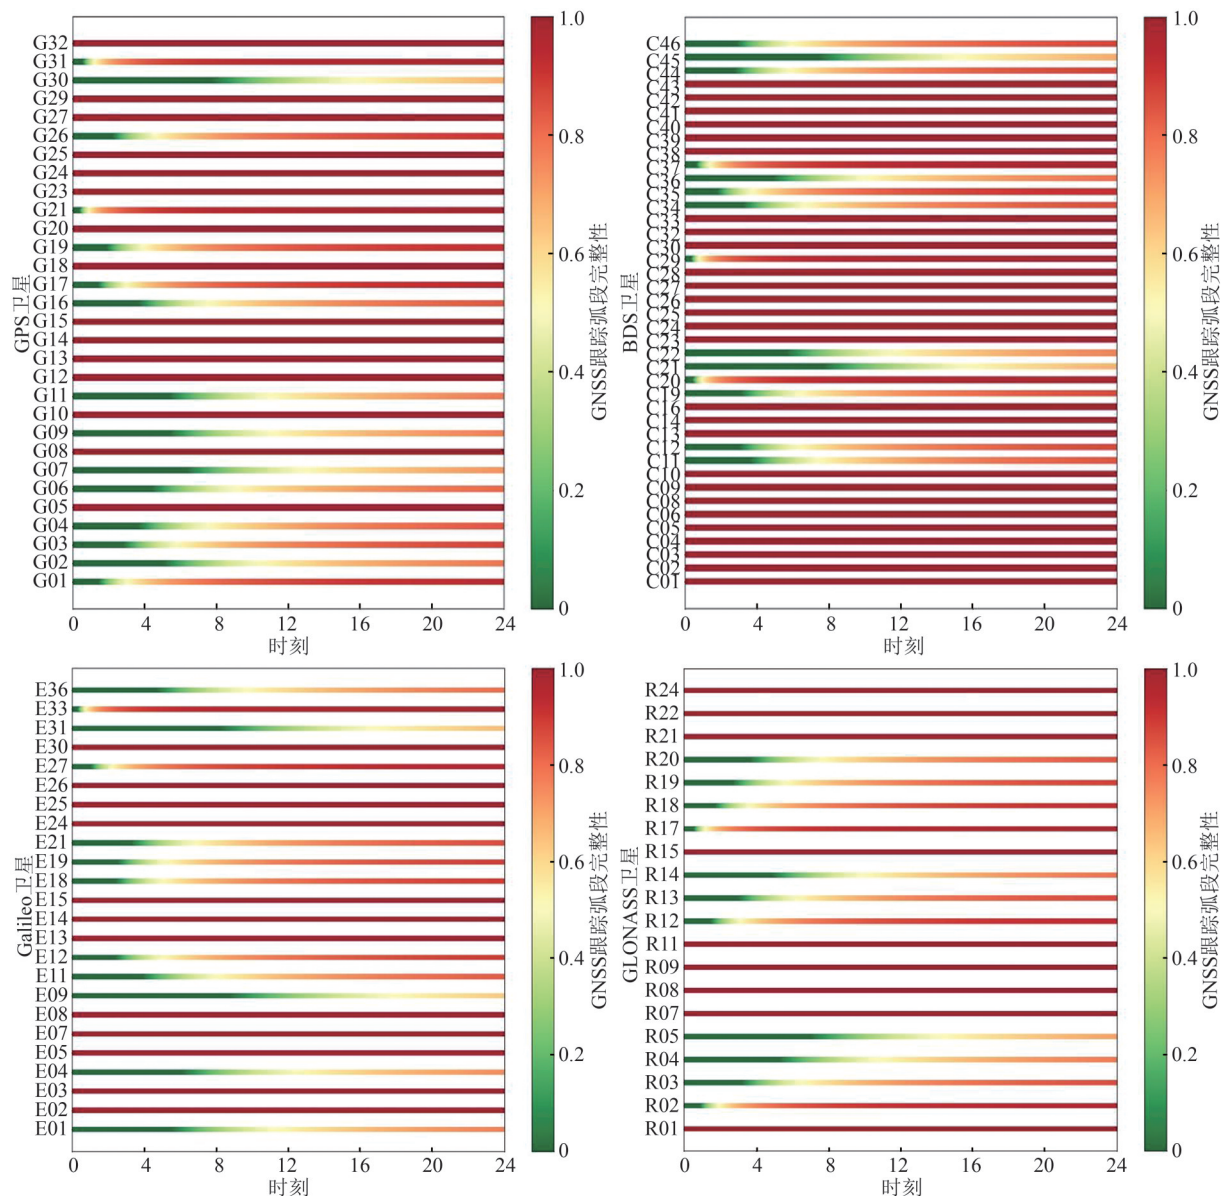 GPS卫星
G32
G31
G30
G29
G27
G26
G25
G24
G23
G21
G20
G19
G18
G17
G16
G15
G14
G13
G12
G11
G10
G09
G08
G07
G06
G05
G04
G03
G02
G01
0 4 8 12 16 20 24
时刻
1.0
0.8
0.6
0.4
0.2
0
GNSS跟踪弧段完整性
BDS卫星
C46
C45
C44
C43
C42
C41
C40
C39
C38
C37
C36
C35
C34
C33
C32
C30
C29
C28
C27
C26
C25
C24
C23
C22
C21
C20
C19
C16
C14
C13
C12
C11
C10
C09
C08
C06
C05
C04
C03
C02
C01
0 4 8 12 16 20 24
时刻
1.0
0.8
0.6
0.4
0.2
0
GNSS跟踪弧段完整性
Galileo卫星
E36
E33
E31
E30
E27
E26
E25
E24
E21
E19
E18
E15
E14
E13
E12
E11
E09
E08
E07
E05
E04
E03
E02
E01
0 4 8 12 16 20 24
时刻
1.0
0.8
0.6
0.4
0.2
0
GNSS跟踪弧段完整性
GLONASS卫星
R24
R22
R21
R20
R19
R18
R17
R15
R14
R13
R12
R11
R09
R08
R07
R05
R04
R03
R02
R01
0 4 8 12 16 20 24
时刻
1.0
0.8
0.6
0.4
0.2
0
GNSS跟踪弧段完整性